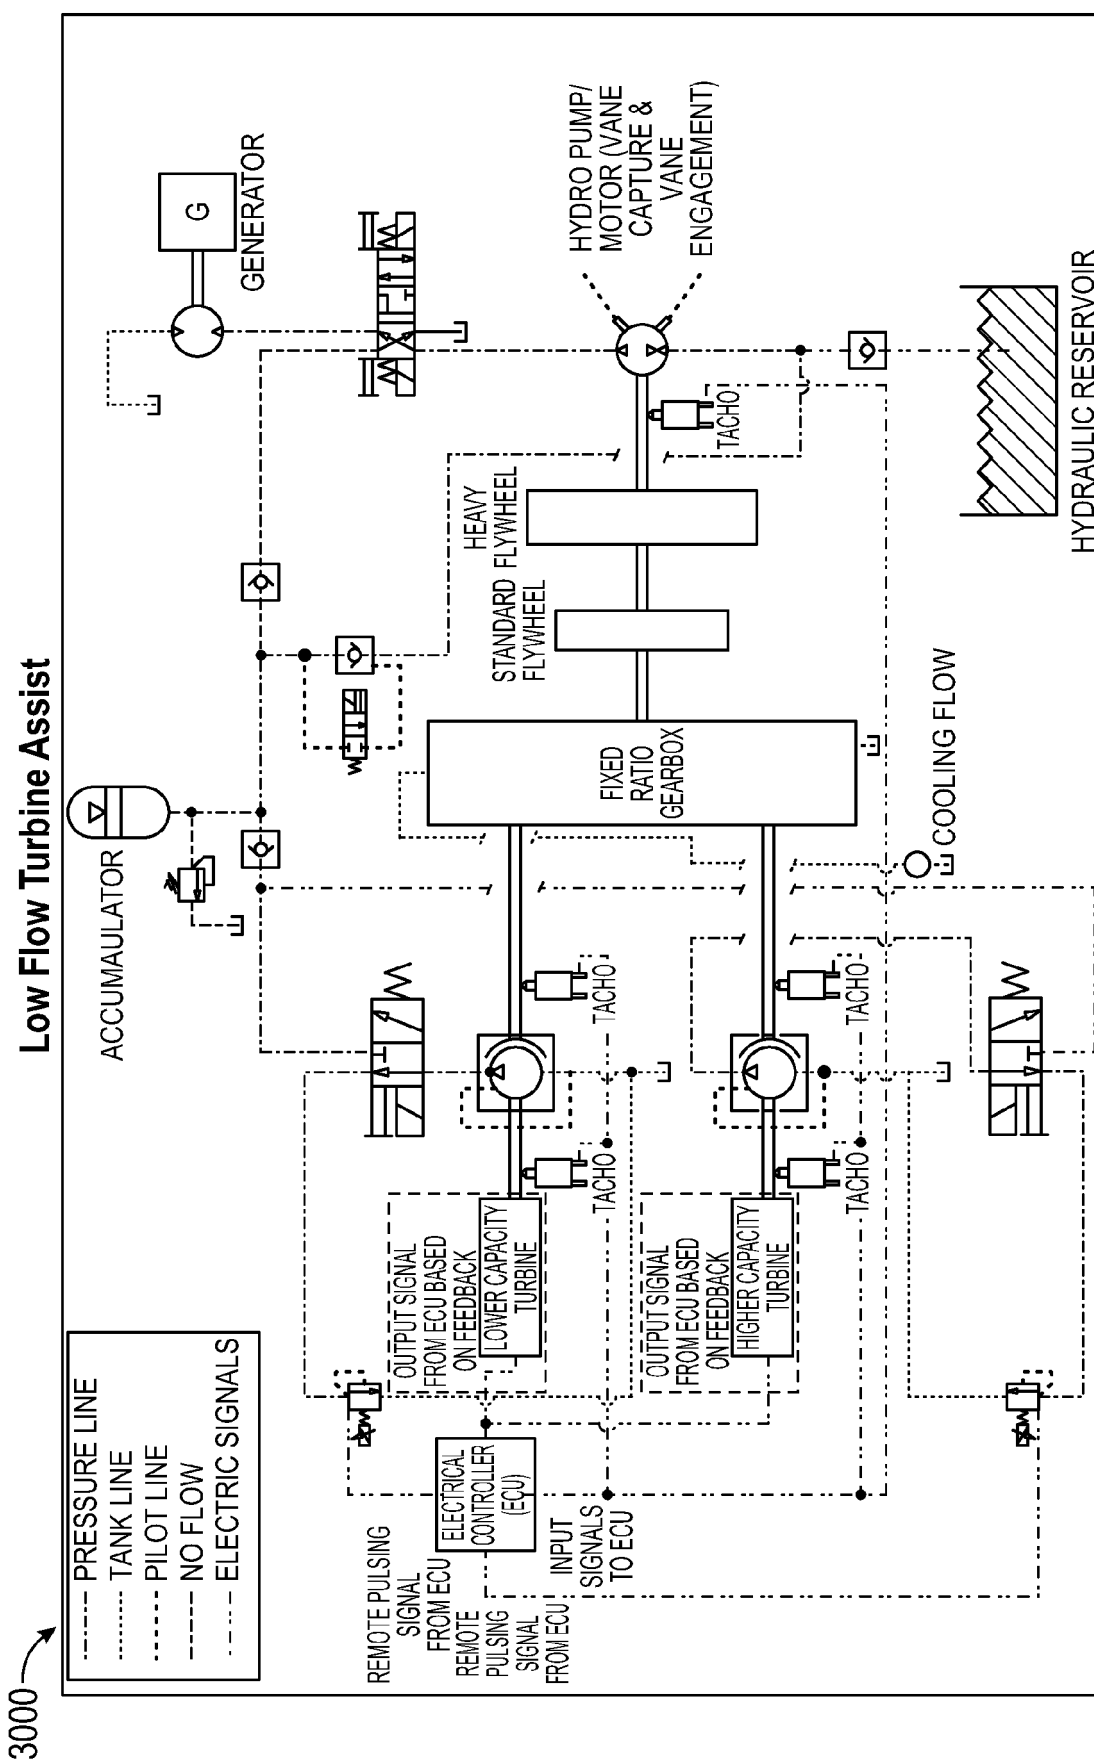 3000
Low Flow Turbine Assist
PRESSURE LINE
TANK LINE
PILOT LINE
NO FLOW
ELECTRIC SIGNALS
ACCUMAULATOR
G
GENERATOR
HYDRO PUMP/
MOTOR (VANE
CAPTURE &
VANE
ENGAGEMENT)
HEAVY
FLYWHEEL
STANDARD
FLYWHEEL
TACHO
HYDRAULIC RESERVOIR
FIXED
RATIO
GEARBOX
COOLING FLOW
TACHO
TACHO
TACHO
TACHO
OUTPUT SIGNAL
FROM ECU BASED
ON FEEDBACK
LOWER CAPACITY
TURBINE
OUTPUT SIGNAL
FROM ECU BASED
ON FEEDBACK
HIGHER CAPACITY
TURBINE
ELECTRICAL
CONTROLLER
(ECU)
REMOTE PULSING
SIGNAL
FROM ECU
REMOTE
PULSING
SIGNAL
FROM ECU
INPUT
SIGNALS
TO ECU